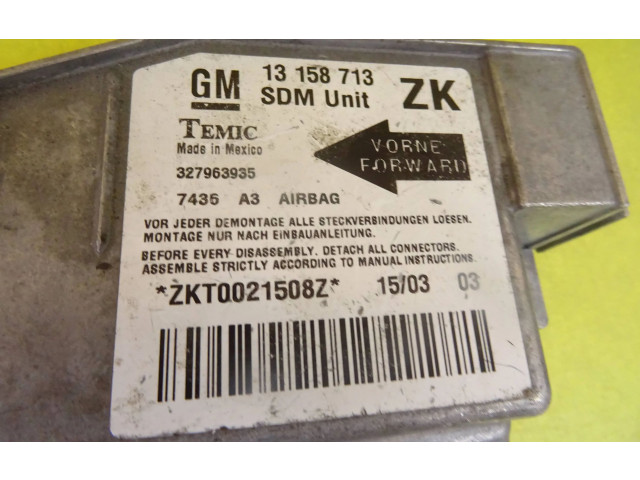 GM 13 158 713 ZK
SDM Unit
TEMIC
Made in Mexico
VORNE
FORWARD
327963935
7435 A3 AIRBAG
VOR JEDER DEMONTAGE ALLE STECKVERBINDUNGEN LOESEN.
MONTAGE NUR NACH EINBAUANLEITUNG.
BEFORE EVERY DISASSEMBLY, DETACH ALL CONNECTORS.
ASSEMBLE STRICTLY ACCORDING TO MANUAL INSTRUCTIONS.
*ZKT0021508Z* 15/03 03